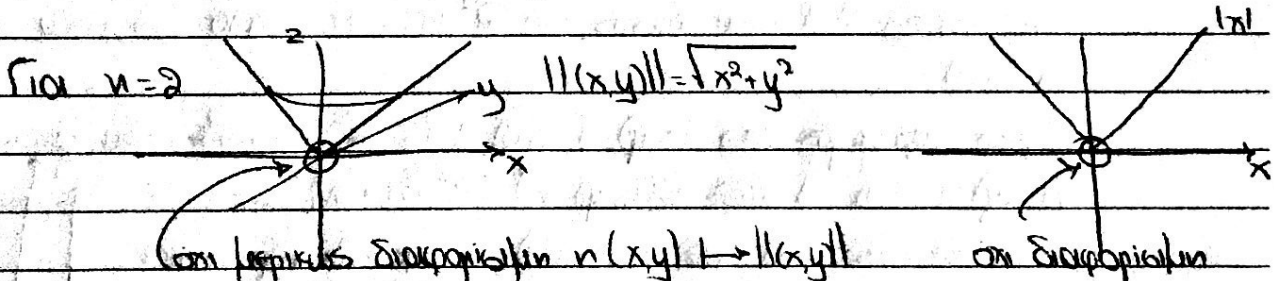 |x|
z
Για n=2 y ||(x,y)||=√x²+y²
x x
όχι μερικώς διαφορίσιμη η (x,y) ↦ ||(x,y)|| όχι διαφορίσιμη